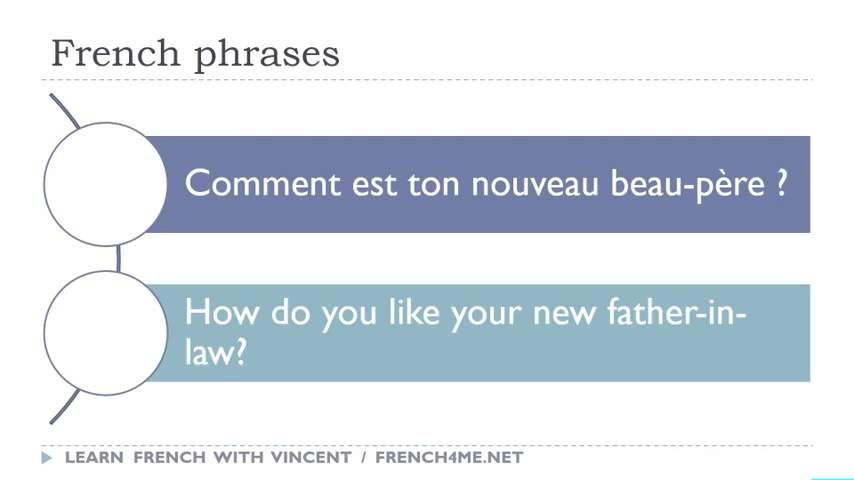 French phrases
Comment est ton nouveau beau-père ?
How do you like your new father-in-
law?
LEARN FRENCH WITH VINCENT / FRENCH4ME.NET